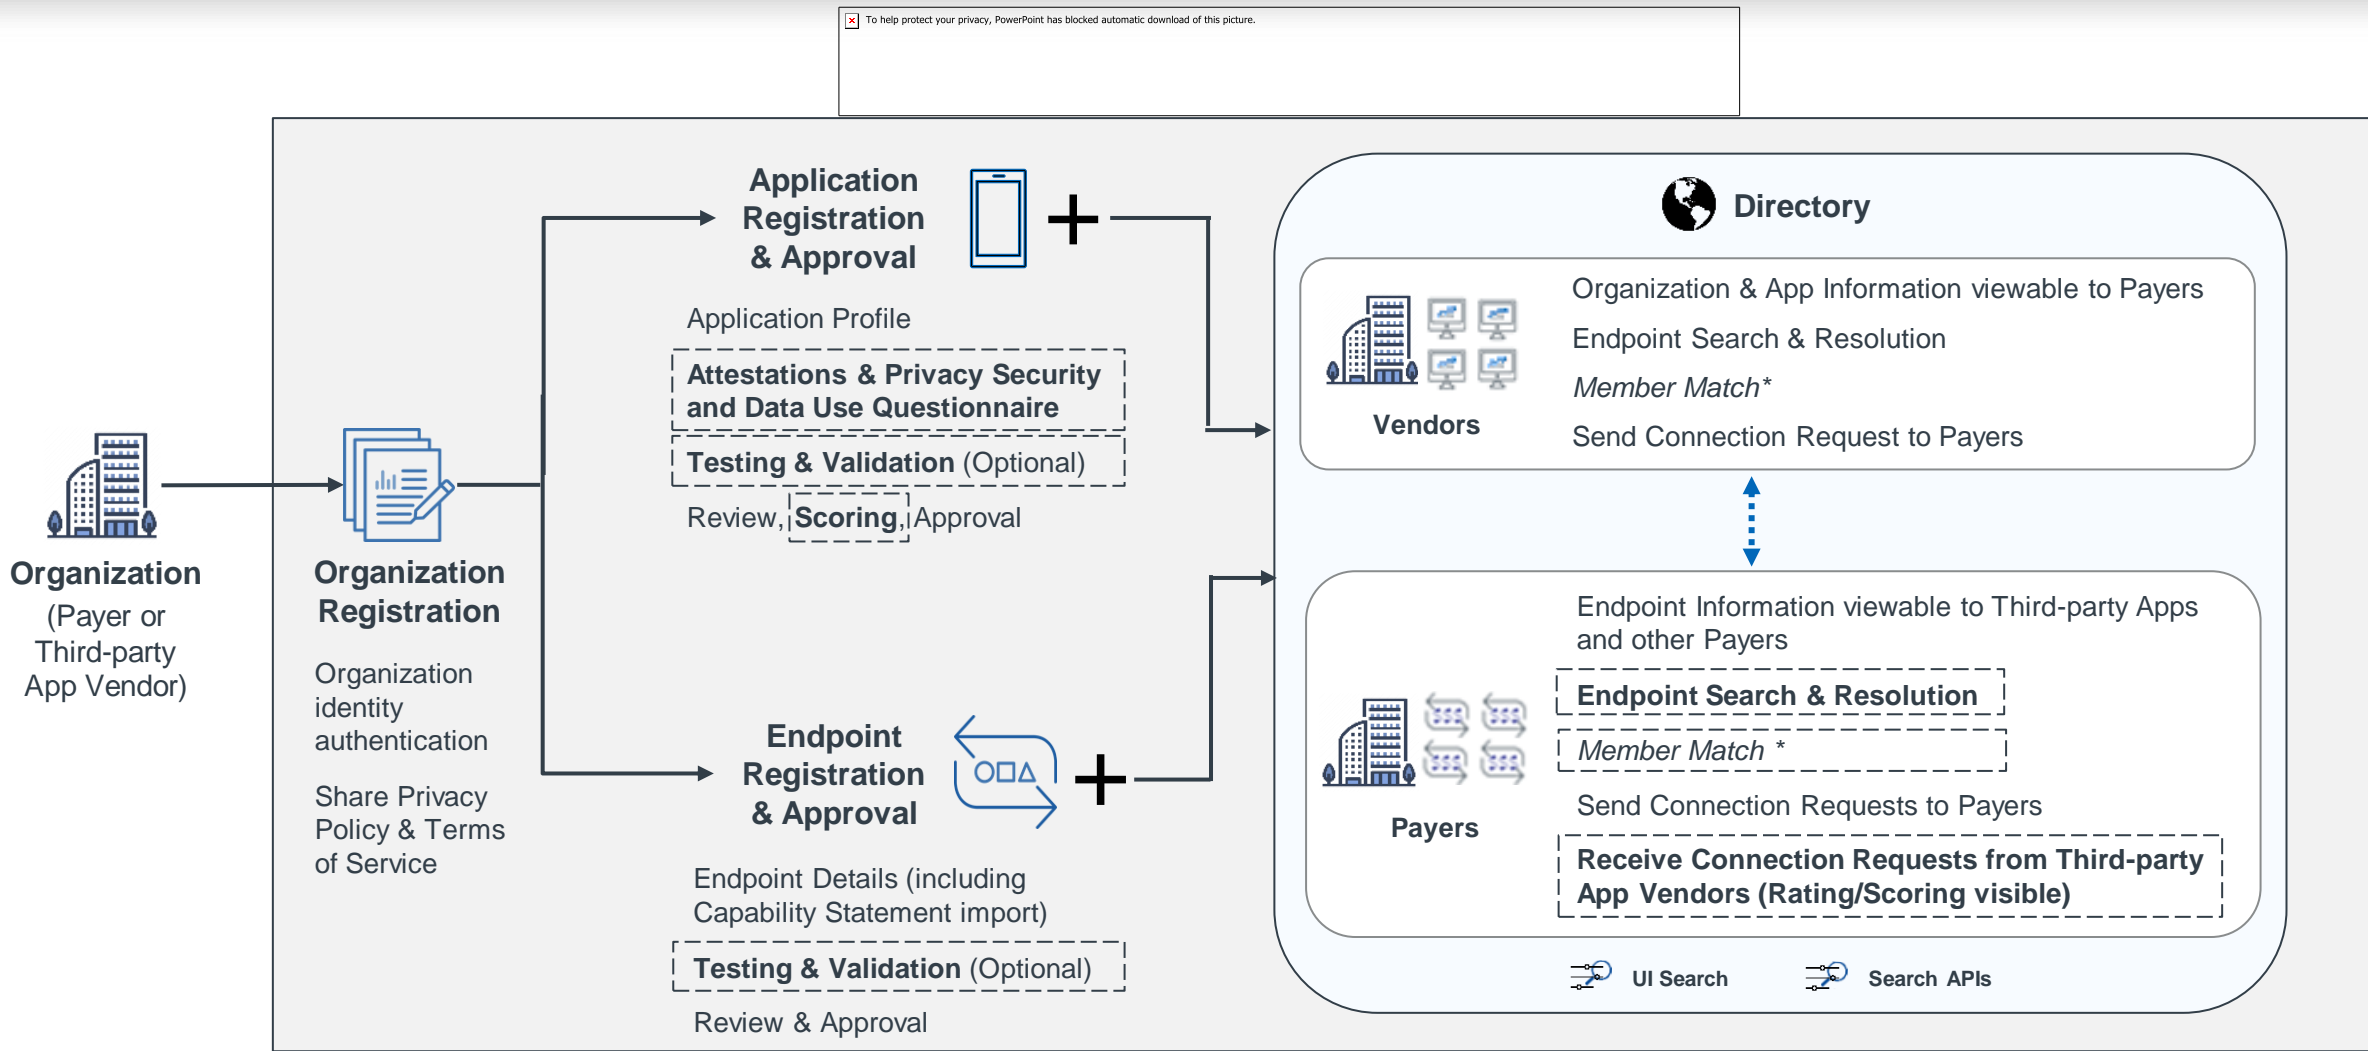 To help protect your privacy, PowerPoint has blocked automatic download of this picture.
Organization
(Payer or
Third-party
App Vendor)
Organization
Registration
Organization
identity
authentication
Share Privacy
Policy & Terms
of Service
Application
Registration
& Approval
Application Profile
Attestations & Privacy Security
and Data Use Questionnaire
Testing & Validation (Optional)
Review, Scoring, Approval
Endpoint
Registration
& Approval
Endpoint Details (including
Capability Statement import)
Testing & Validation (Optional)
Review & Approval
Directory
Vendors
Organization & App Information viewable to Payers
Endpoint Search & Resolution
Member Match*
Send Connection Request to Payers
Payers
Endpoint Information viewable to Third-party Apps
and other Payers
Endpoint Search & Resolution
Member Match *
Send Connection Requests to Payers
Receive Connection Requests from Third-party
App Vendors (Rating/Scoring visible)
UI Search
Search APIs